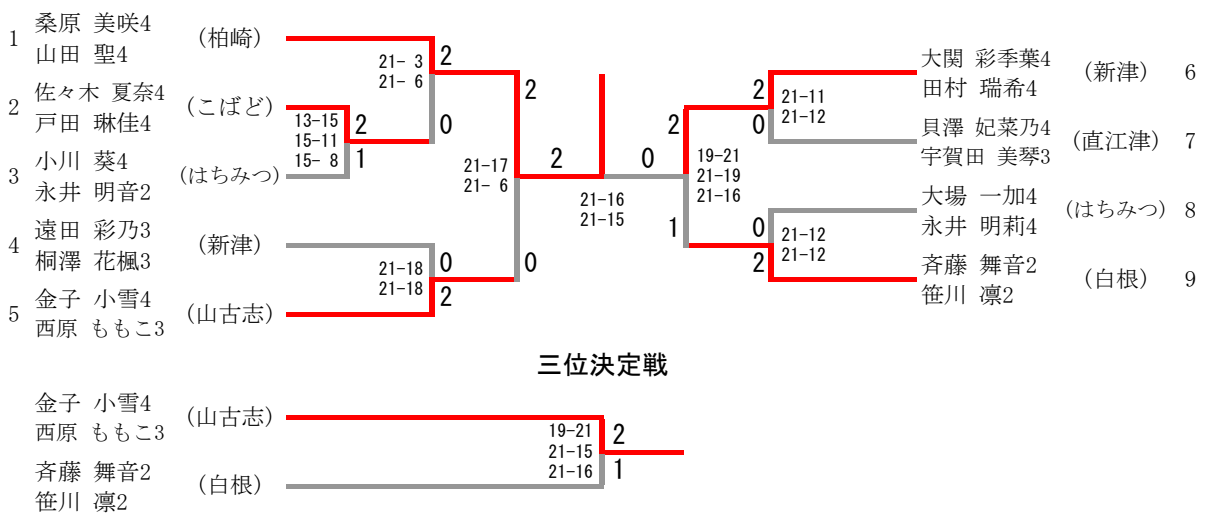 1 桑原 美咲4 (柏崎)
山田 聖4
2 佐々木 夏奈4 (こばど)
戸田 琳佳4
3 小川 葵4 (はちみつ)
永井 明音2
4 遠田 彩乃3 (新津)
桐澤 花楓3
5 金子 小雪4 (山古志)
西原 ももこ3
21- 3
21- 6
2
0
13-15
15-11
15- 8
2
1
21-18
21-18
0
2
21-17
21- 6
2
0
2
0
21-16
21-15
19-21
21-19
21-16
2
1
21-11
21-12
2
0
21-12
21-12
0
2
大関 彩季葉4 (新津) 6
田村 瑞希4
貝澤 妃菜乃4 (直江津) 7
宇賀田 美琴3
大場 一加4 (はちみつ) 8
永井 明莉4
斉藤 舞音2 (白根) 9
笹川 凛2
三位決定戦
金子 小雪4 (山古志)
西原 ももこ3
斉藤 舞音2 (白根)
笹川 凛2
19-21
21-15
21-16
2
1